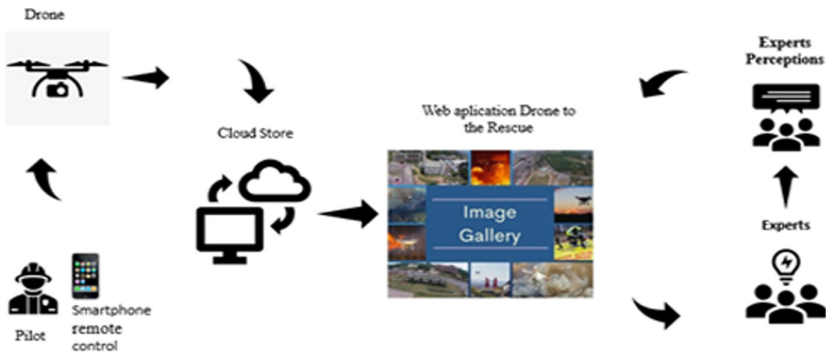 Drone
Experts
Perceptions
Web aplication Drone to
the Rescue
Cloud Store
Image
Gallery
Experts
Smartphone
remote
control
Pilot